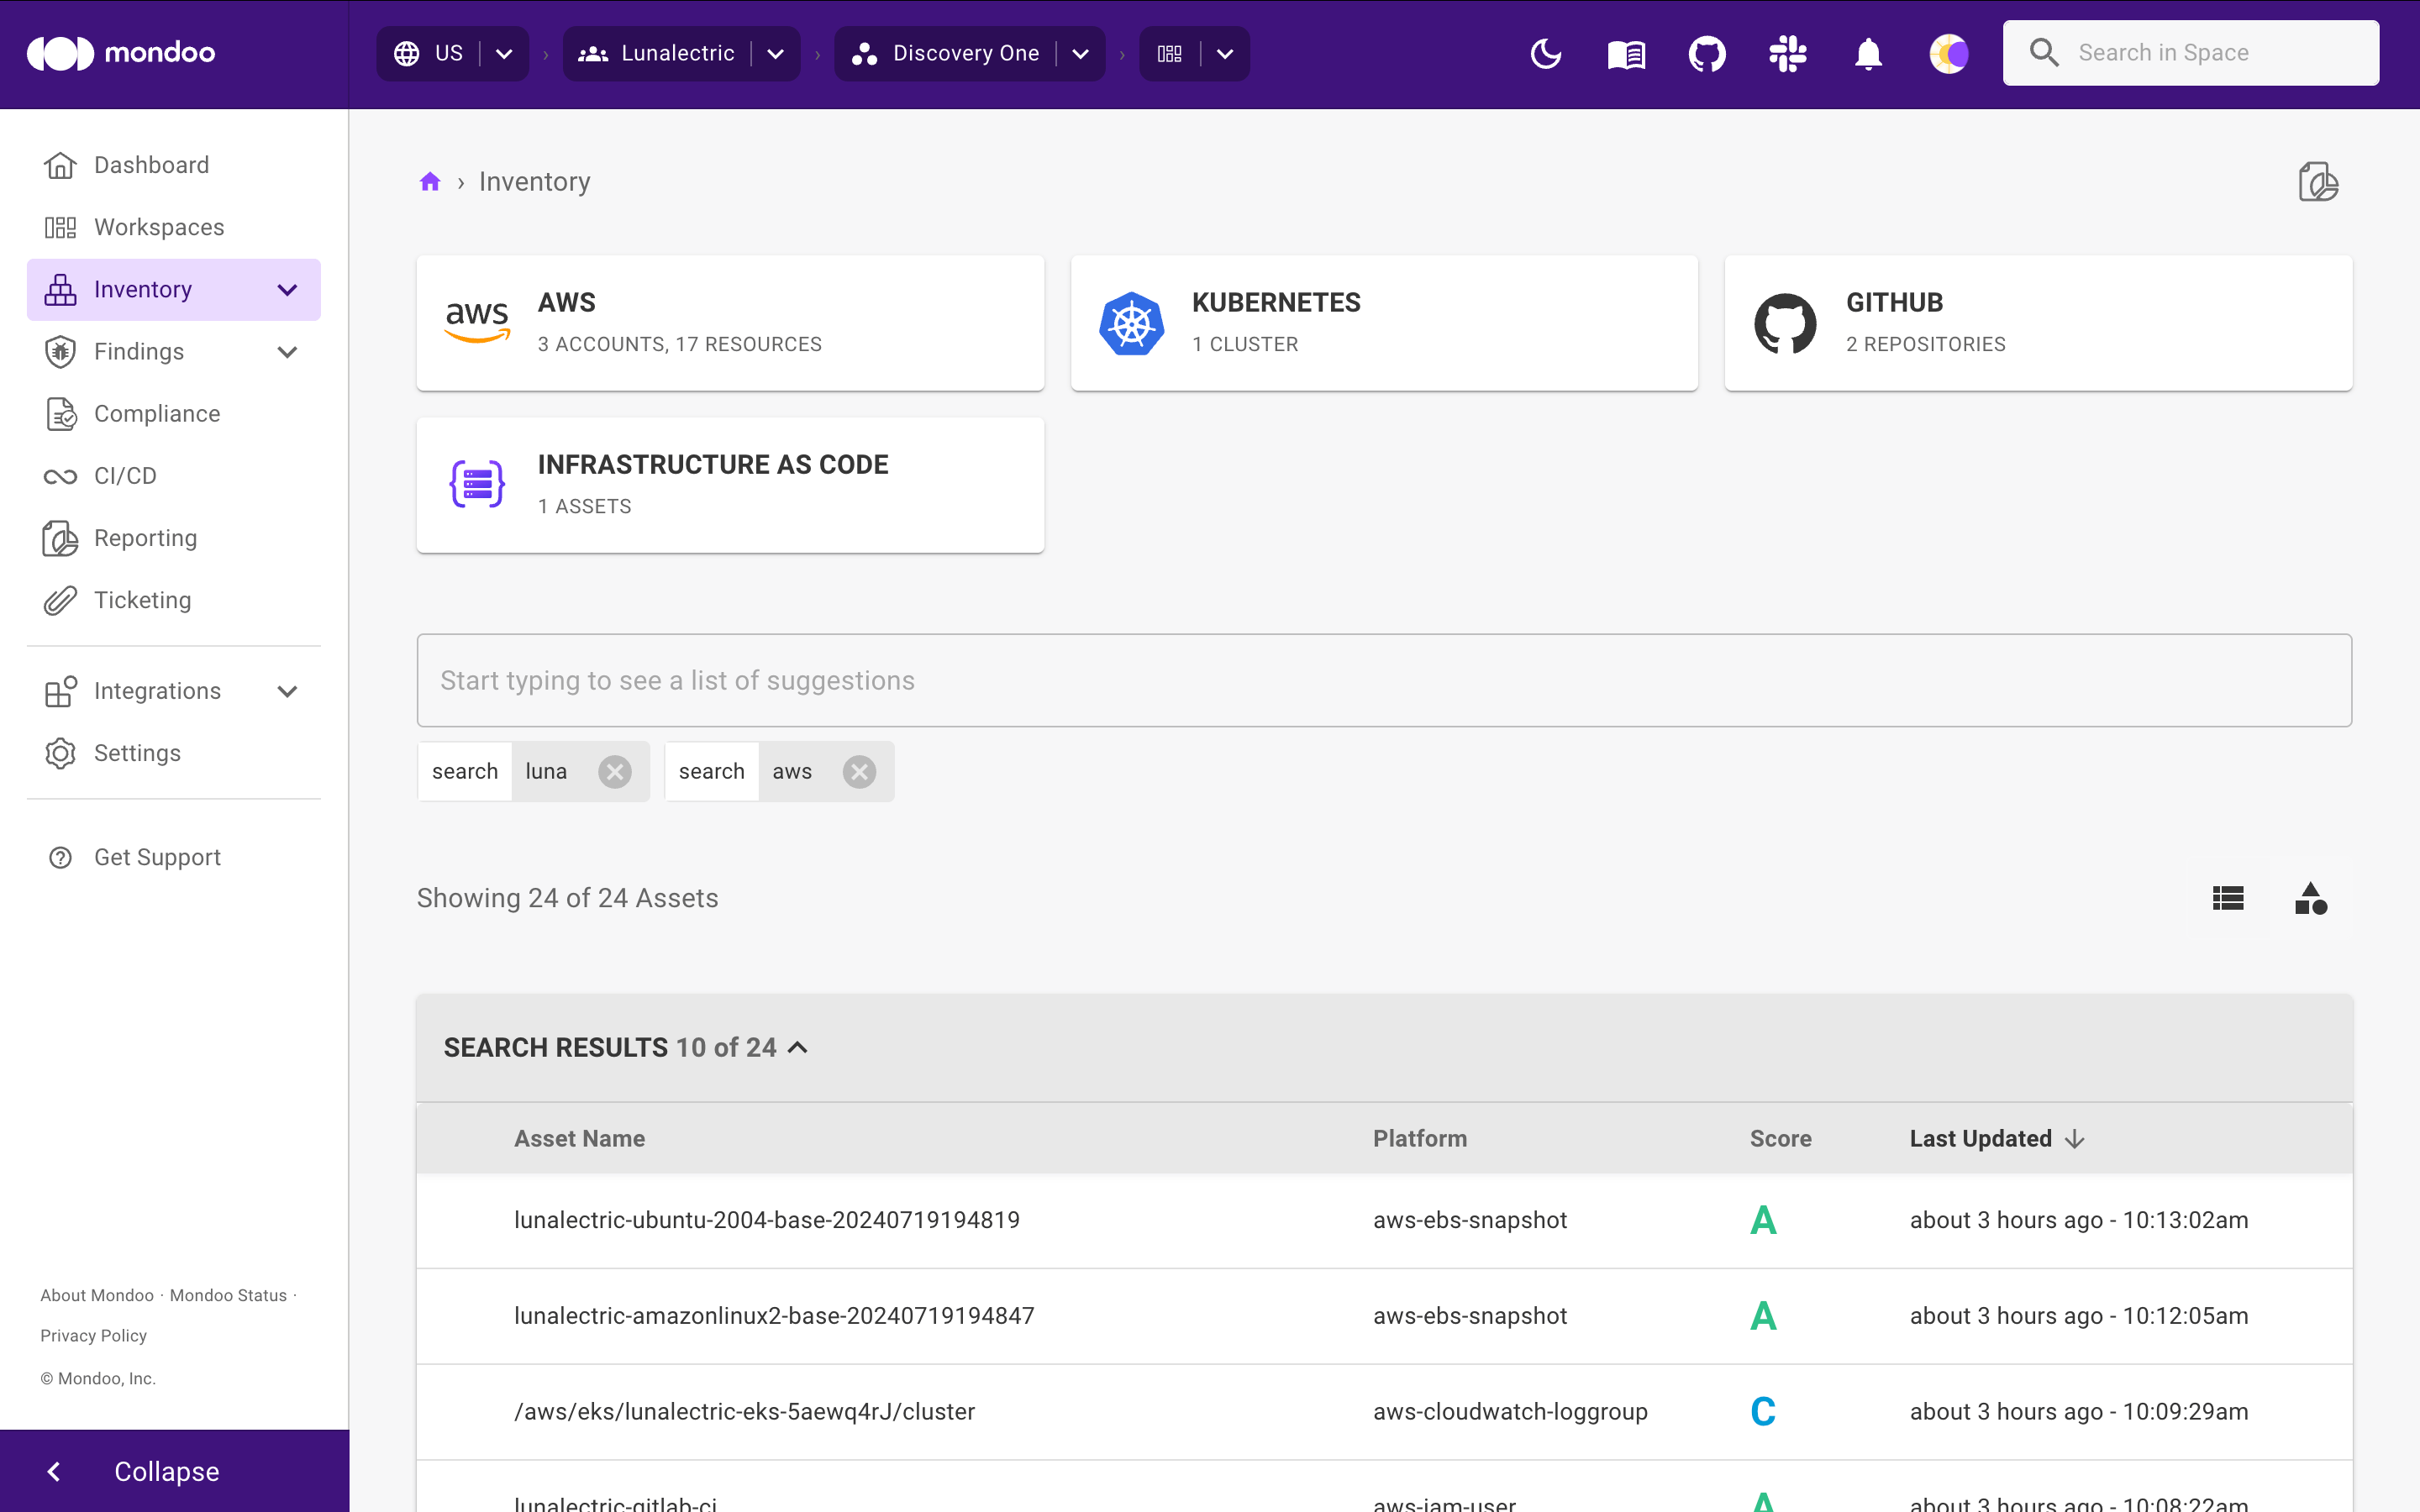 mondoo
US
Lunalectric
Discovery One
Search in Space
Dashboard
Workspaces
Inventory
Findings
Compliance
CI/CD
Reporting
Ticketing
Integrations
Settings
Get Support
About Mondoo · Mondoo Status ·
Privacy Policy
© Mondoo, Inc.
Collapse
› Inventory
aws
AWS
3 ACCOUNTS, 17 RESOURCES
KUBERNETES
1 CLUSTER
GITHUB
2 REPOSITORIES
INFRASTRUCTURE AS CODE
1 ASSETS
Start typing to see a list of suggestions
search luna
search aws
Showing 24 of 24 Assets
SEARCH RESULTS 10 of 24
Asset Name Platform Score Last Updated
lunalectric-ubuntu-2004-base-20240719194819 aws-ebs-snapshot A about 3 hours ago - 10:13:02am
lunalectric-amazonlinux2-base-20240719194847 aws-ebs-snapshot A about 3 hours ago - 10:12:05am
/aws/eks/lunalectric-eks-5aewq4rJ/cluster aws-cloudwatch-loggroup C about 3 hours ago - 10:09:29am
lunalectric-gitlab-ci aws-iam-user A about 3 hours ago - 10:08:22am